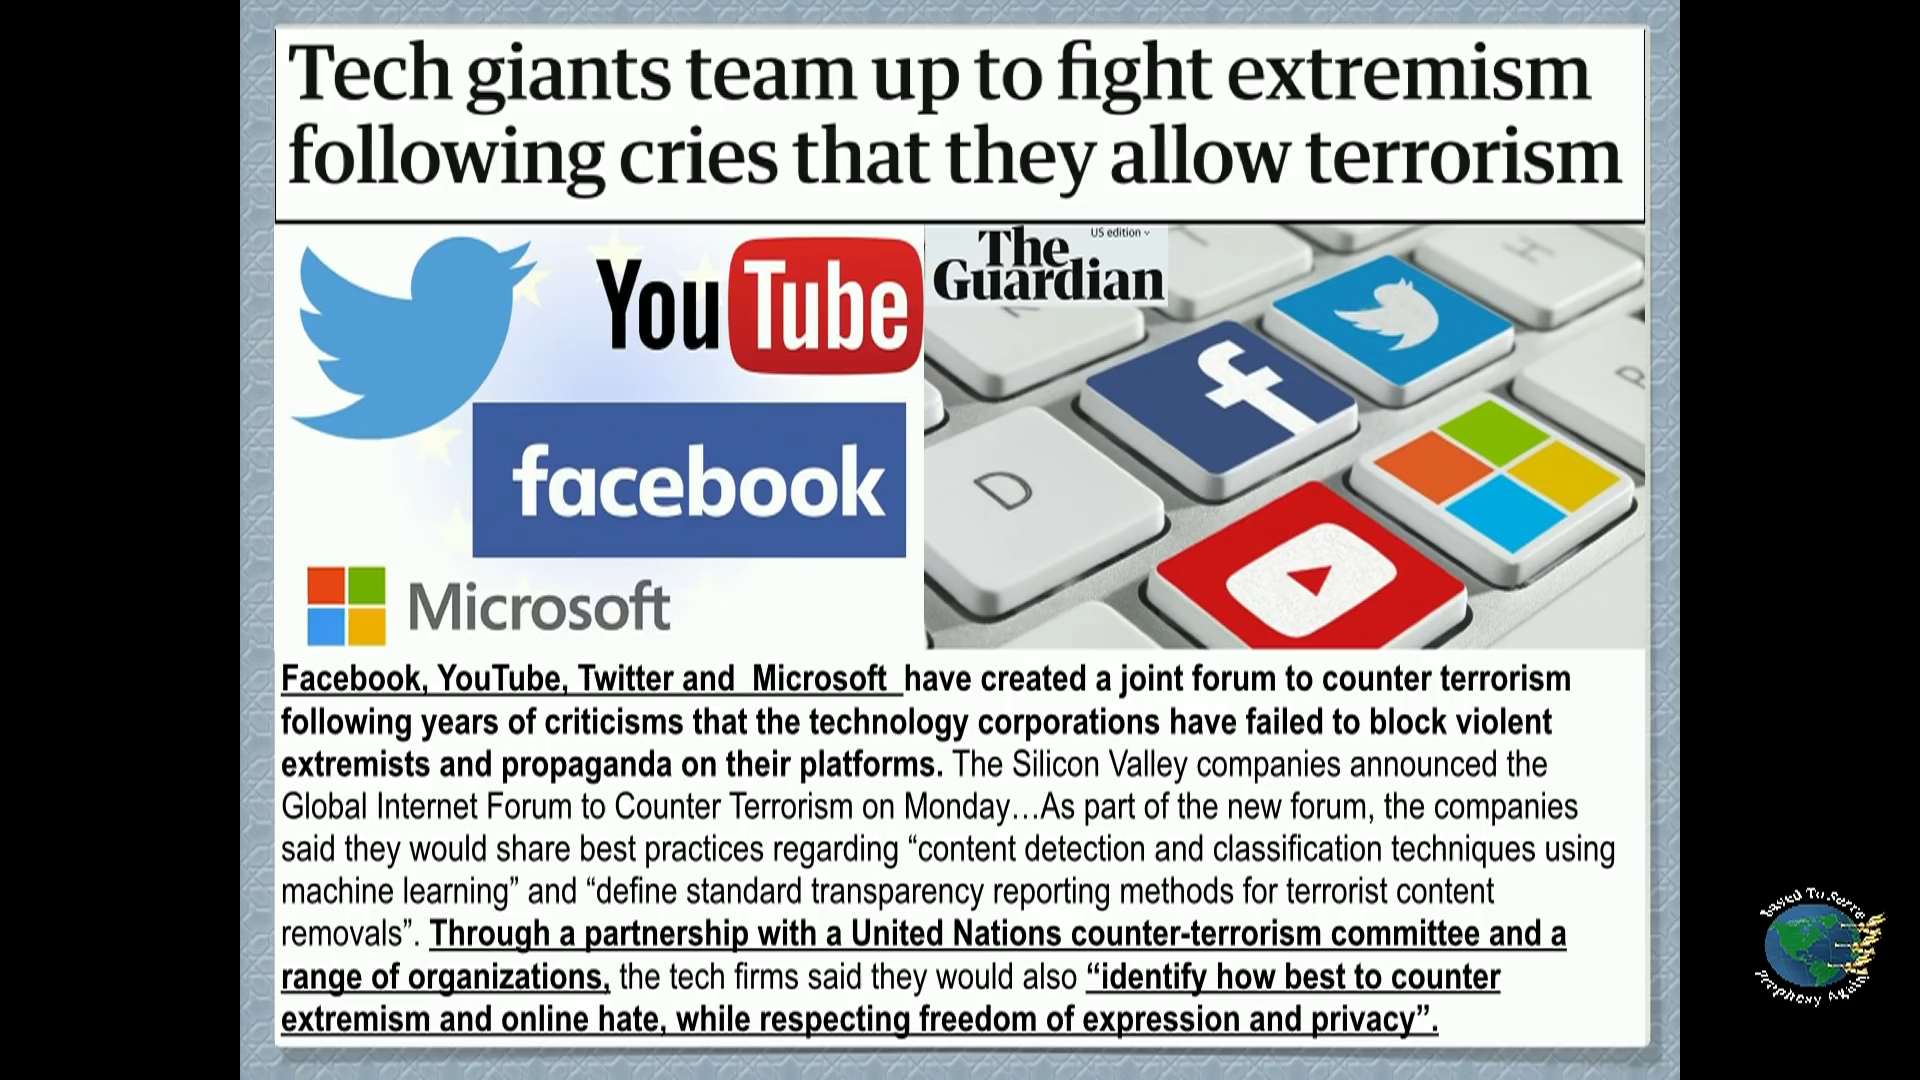 Tech giants team up to fight extremism
following cries that they allow terrorism
YouTube
The
Guardian
US edition
facebook
D
Microsoft
Facebook, YouTube, Twitter and Microsoft have created a joint forum to counter terrorism
following years of criticisms that the technology corporations have failed to block violent
extremists and propaganda on their platforms. The Silicon Valley companies announced the
Global Internet Forum to Counter Terrorism on Monday…As part of the new forum, the companies
said they would share best practices regarding “content detection and classification techniques using
machine learning” and “define standard transparency reporting methods for terrorist content
removals”. Through a partnership with a United Nations counter-terrorism committee and a
range of organizations, the tech firms said they would also “identify how best to counter
extremism and online hate, while respecting freedom of expression and privacy”.
To Serve
Prophesy Again